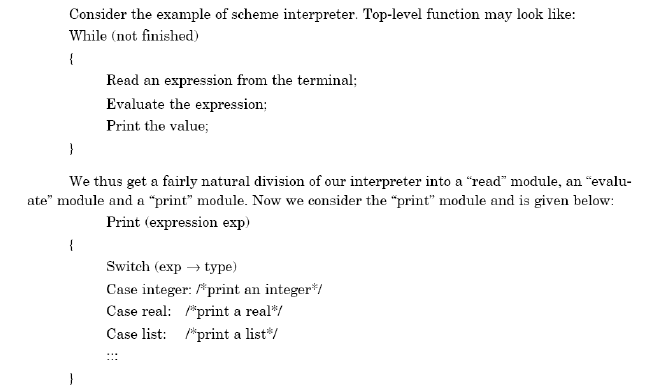 Consider the example of scheme interpreter. Top-level function may look like:
While (not finished)
{
Read an expression from the terminal;
Evaluate the expression;
Print the value;
}
We thus get a fairly natural division of our interpreter into a “read” module, an “evalu-
ate” module and a “print” module. Now we consider the “print” module and is given below:
Print (expression exp)
{
Switch (exp → type)
Case integer: /*print an integer*/
Case real: /*print a real*/
Case list: /*print a list*/
:::
}